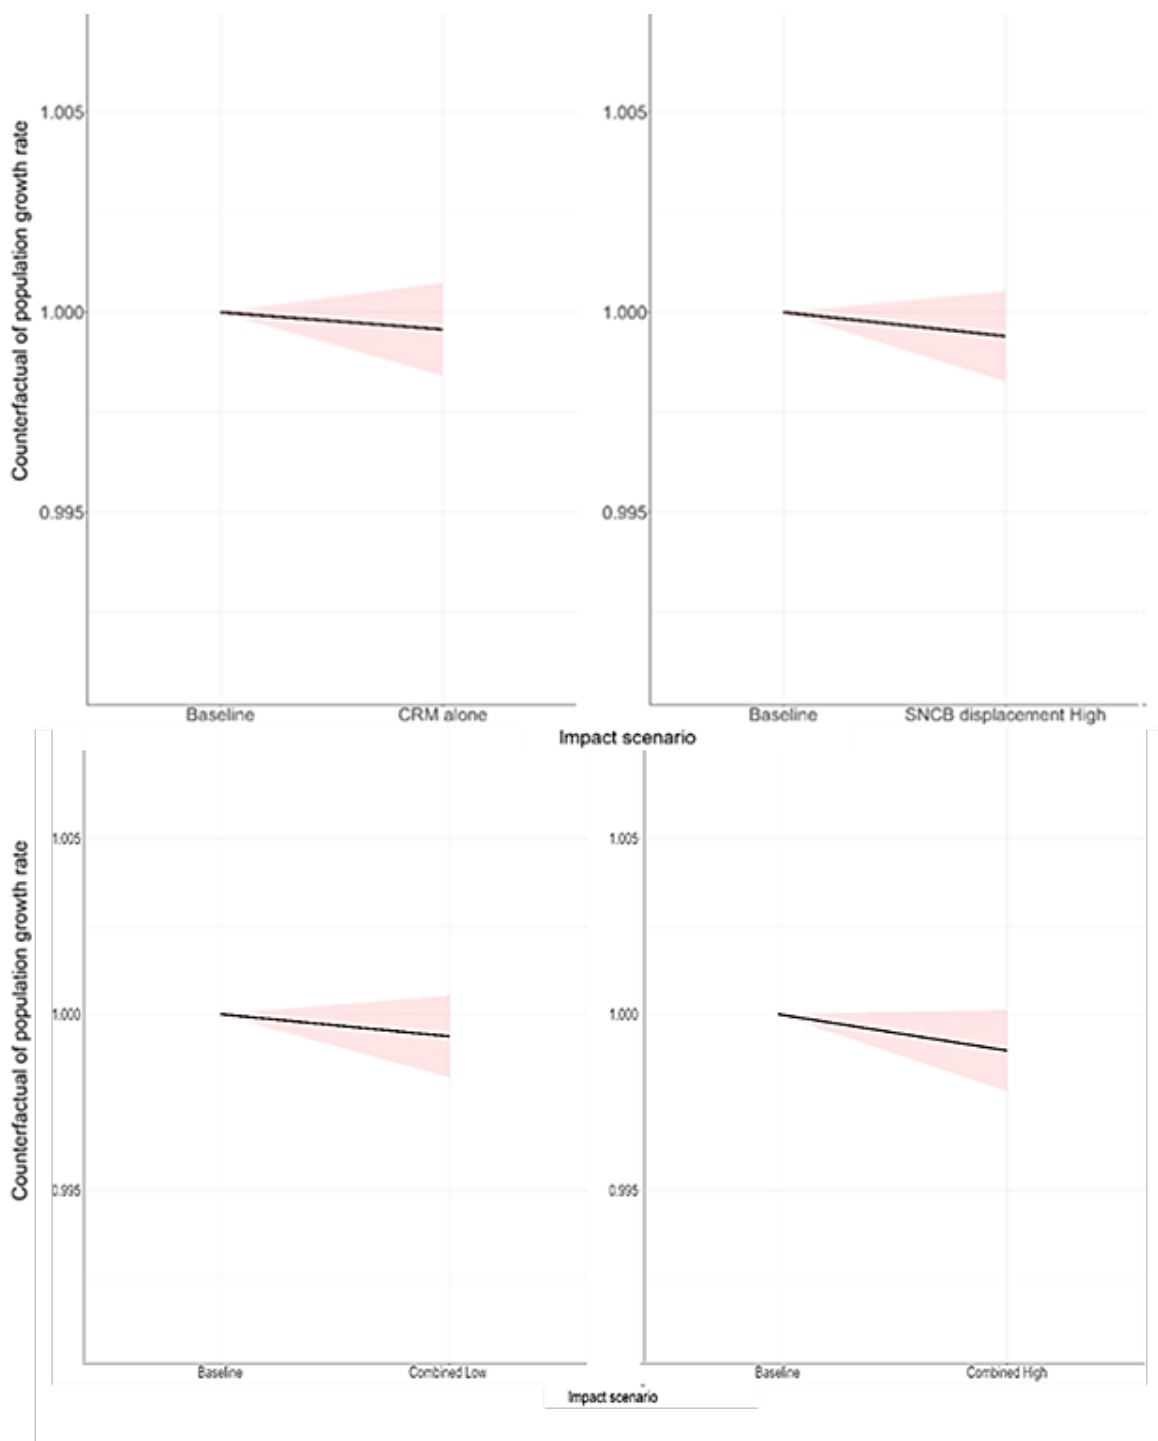 Counterfactual of population growth rate
1.005
1.000
0.995
Baseline
CRM alone
1.005
1.000
0.995
Baseline
SNCB displacement High
Impact scenario
Counterfactual of population growth rate
1.005
1.000
0.995
Baseline
Combined Low
1.005
1.000
0.995
Baseline
Combined High
Impact scenario